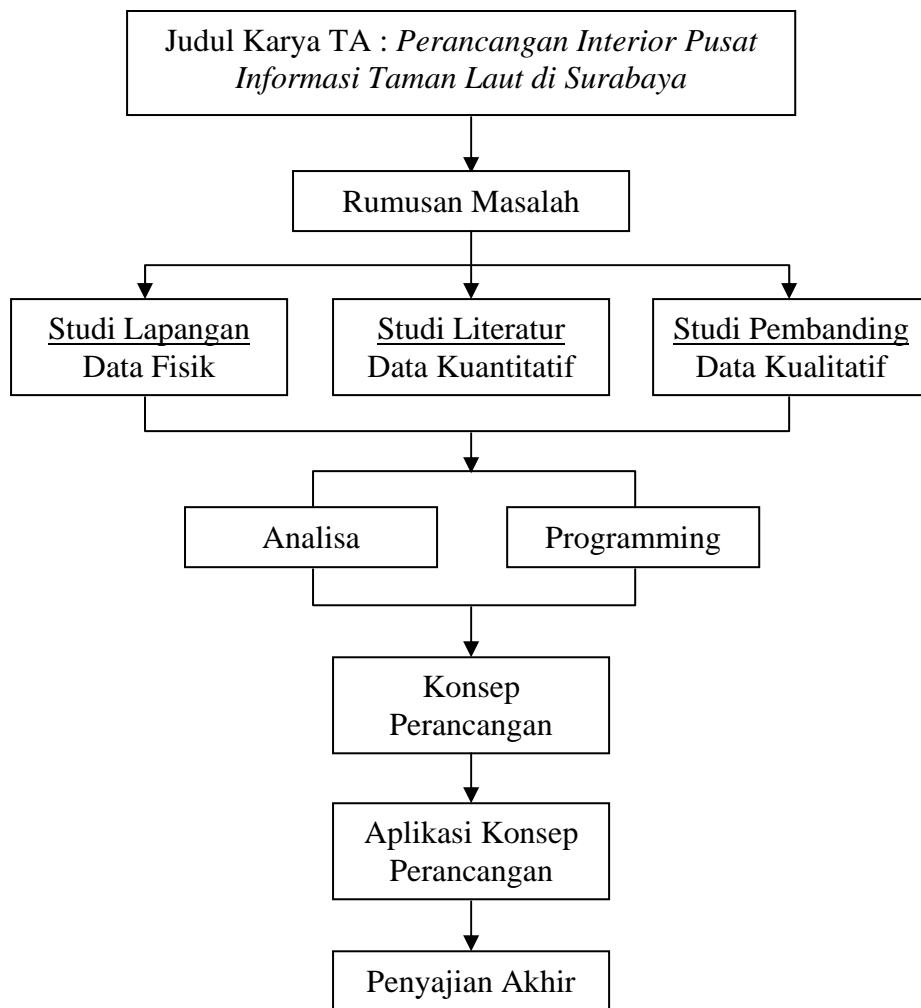 Judul Karya TA : Perancangan Interior Pusat
Informasi Taman Laut di Surabaya
Rumusan Masalah
Studi Lapangan
Data Fisik
Studi Literatur
Data Kuantitatif
Studi Pembanding
Data Kualitatif
Analisa
Programming
Konsep
Perancangan
Aplikasi Konsep
Perancangan
Penyajian Akhir